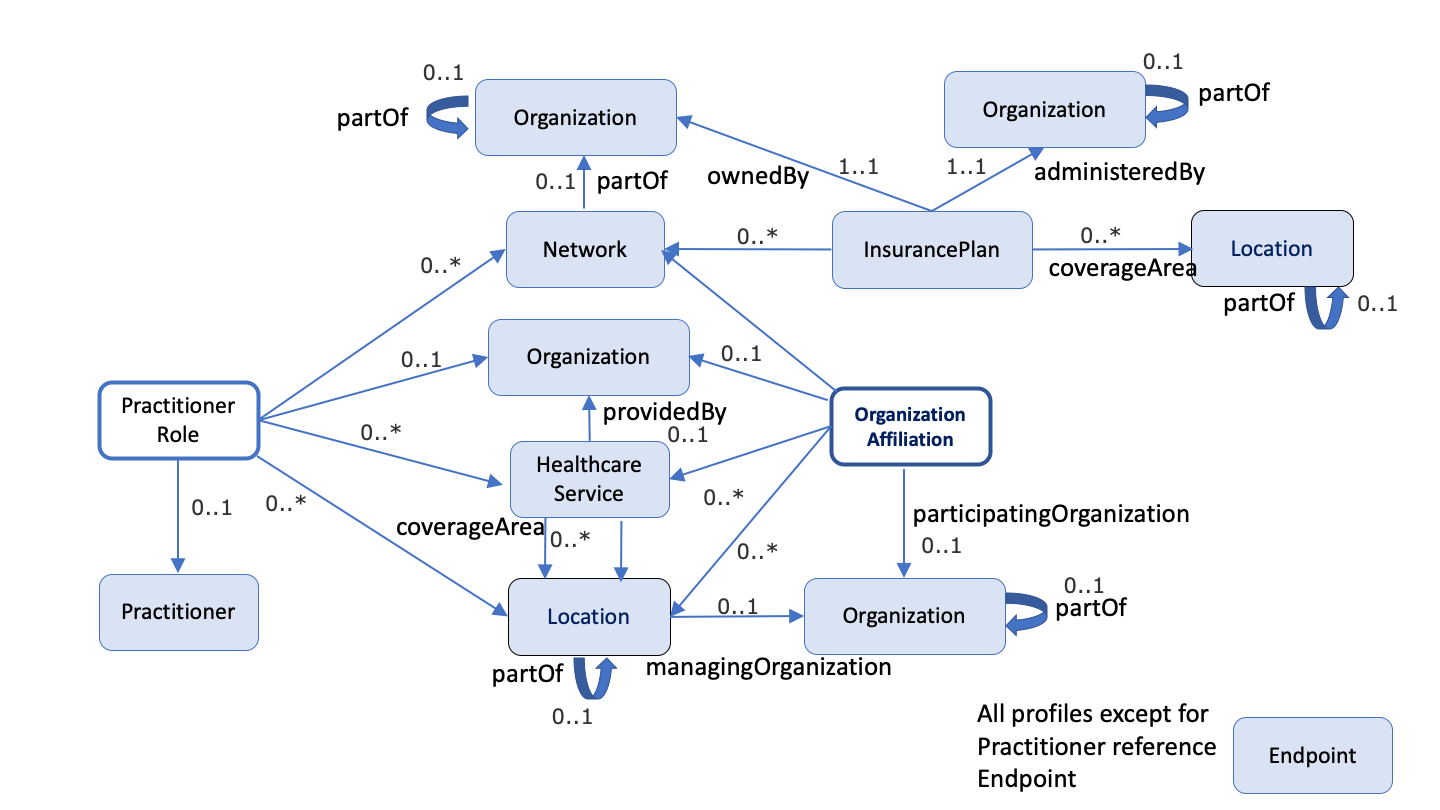 0..1
0..1
partOf
Organization
Organization
partOf
ownedBy
1..1
1..1
administeredBy
0..1
partOf
Network
0..*
InsurancePlan
0..*
coverageArea
Location
partOf
0..1
0..*
0..1
Organization
0..1
Practitioner
Role
providedBy
0..1
Organization
Affiliation
0..*
Healthcare
Service
0..*
0..1
0..*
coverageArea
0..*
0..*
participatingOrganization
0..1
Practitioner
Location
0..1
Organization
0..1
partOf
partOf
managingOrganization
0..1
All profiles except for
Practitioner reference
Endpoint
Endpoint